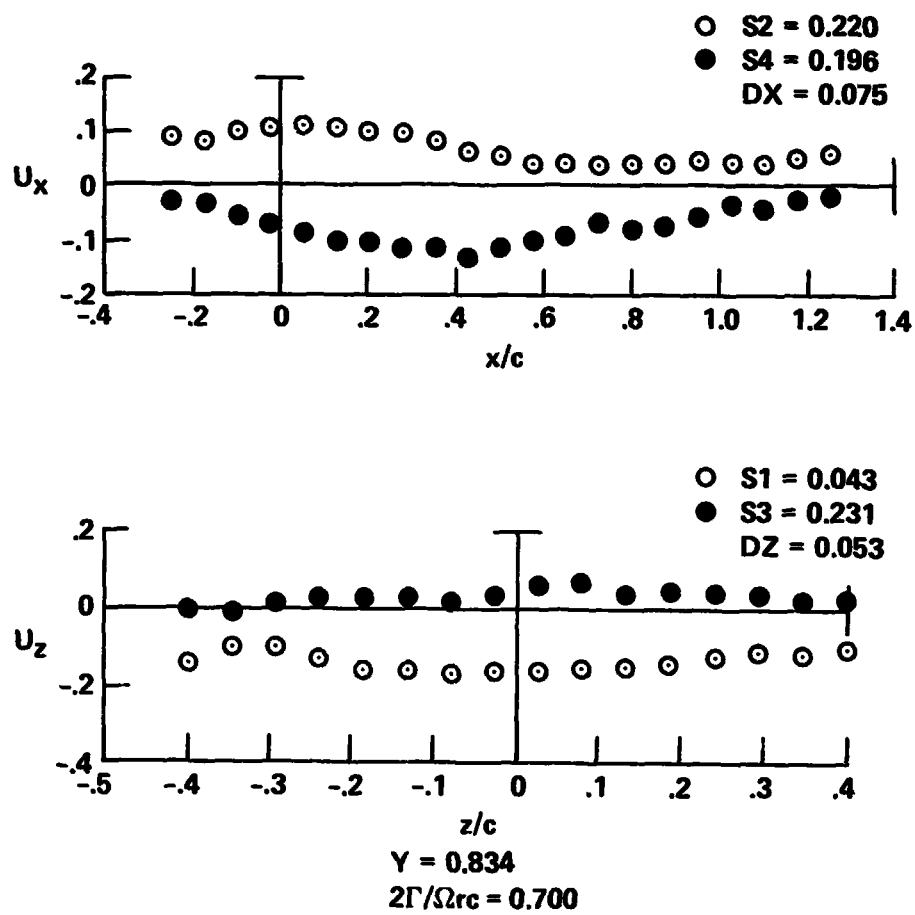 S2 = 0.220
S4 = 0.196
DX = 0.075
.2
.1
0
-.1
-.2
Ux
-.4 -.2 0 .2 .4 .6 .8 1.0 1.2 1.4
x/c
S1 = 0.043
S3 = 0.231
DZ = 0.053
.2
0
-.2
-.4
Uz
-.5 -.4 -.3 -.2 -.1 0 .1 .2 .3 .4
z/c
Y = 0.834
2Γ/Ωrc = 0.700